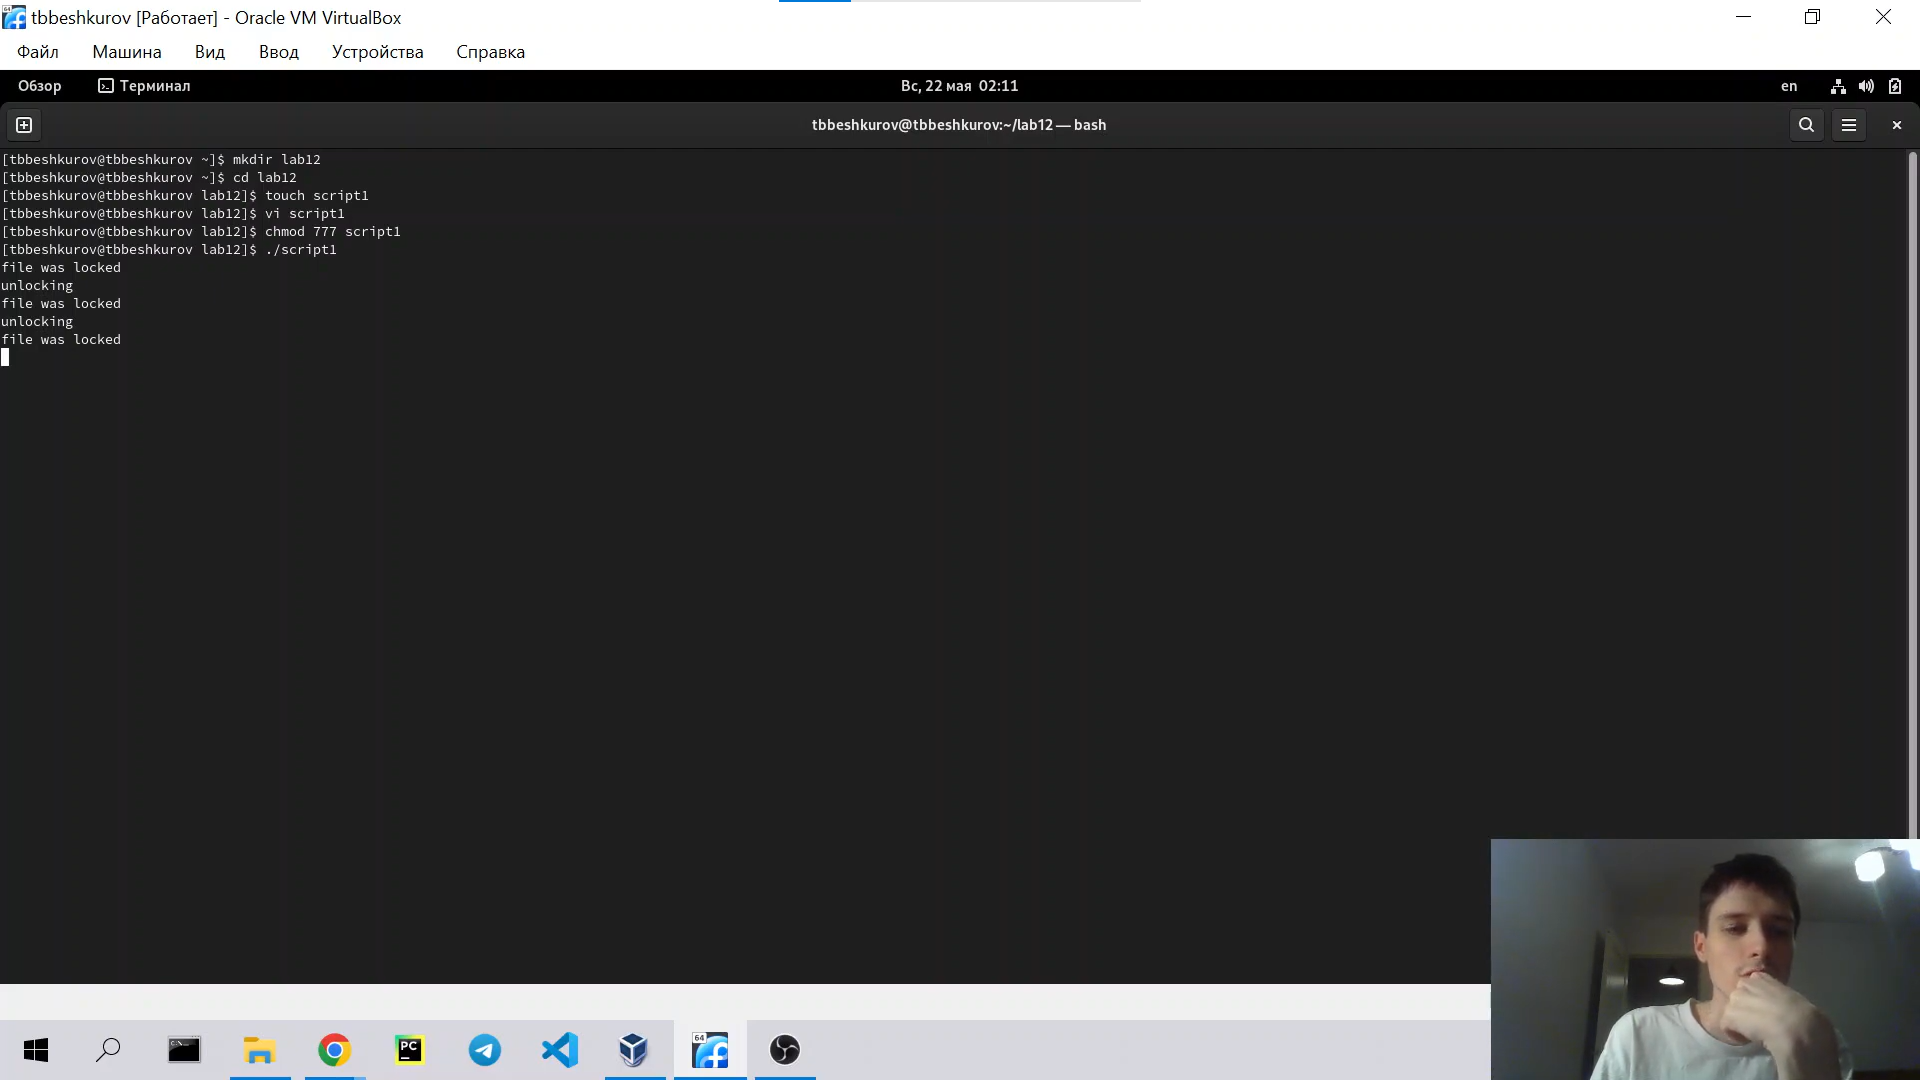 tbbeshkurov [Работает] - Oracle VM VirtualBox
Файл Машина Вид Ввод Устройства Справка
Обзор Терминал Вс, 22 мая 02:11 en
tbbeshkurov@tbbeshkurov:~/lab12 — bash
[tbbeshkurov@tbbeshkurov ~]$ mkdir lab12
[tbbeshkurov@tbbeshkurov ~]$ cd lab12
[tbbeshkurov@tbbeshkurov lab12]$ touch script1
[tbbeshkurov@tbbeshkurov lab12]$ vi script1
[tbbeshkurov@tbbeshkurov lab12]$ chmod 777 script1
[tbbeshkurov@tbbeshkurov lab12]$ ./script1
file was locked
unlocking
file was locked
unlocking
file was locked
PC
64